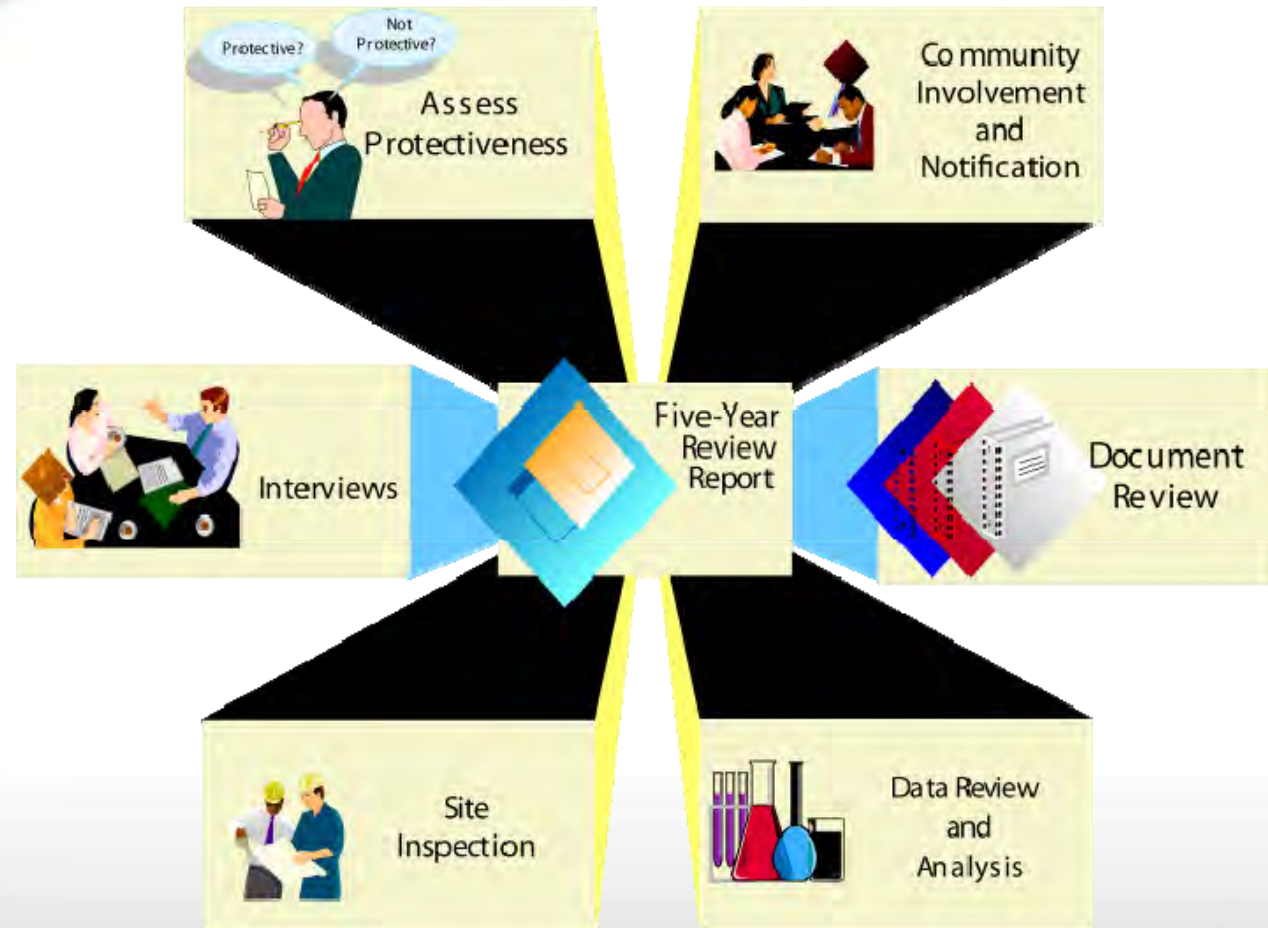 Protective?
Not
Protective?
Assess
Protectiveness
Community
Involvement
and
Notification
Interviews
Five-Year
Review
Report
Document
Review
Site
Inspection
Data Review
and
Analysis